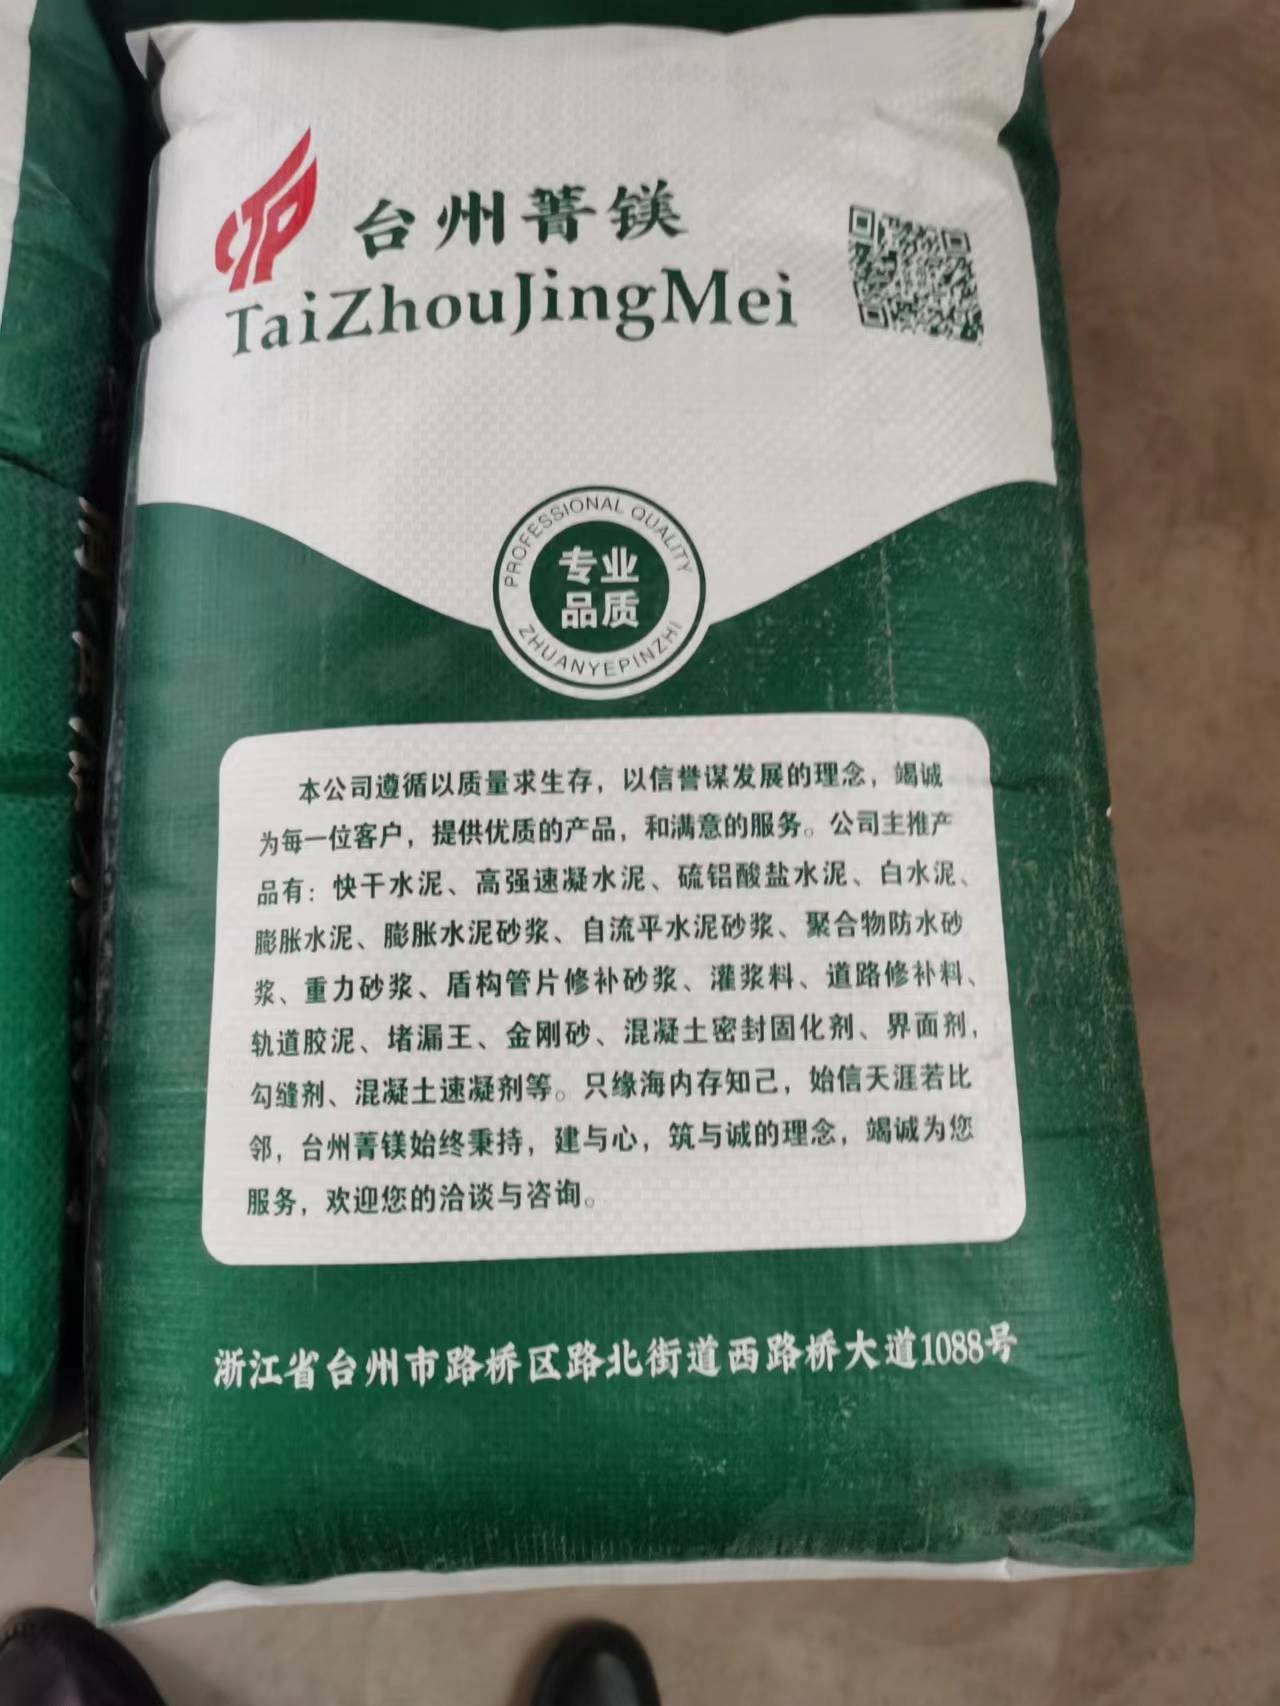 台州菁镁
TaiZhouJingMei
PROFESSIONAL QUALITY
专业
品质
ZHUANYEPINZHI
本公司遵循以质量求生存，以信誉谋发展的理念，竭诚
为每一位客户，提供优质的产品，和满意的服务。公司主推产
品有：快干水泥、高强速凝水泥、硫铝酸盐水泥、白水泥、
膨胀水泥、膨胀水泥砂浆、自流平水泥砂浆、聚合物防水砂
浆、重力砂浆、盾构管片修补砂浆、灌浆料、道路修补料、
轨道胶泥、堵漏王、金刚砂、混凝土密封固化剂、界面剂，
勾缝剂、混凝土速凝剂等。只缘海内存知己，始信天涯若比
邻，台州菁镁始终秉持，建与心，筑与诚的理念，竭诚为您
服务，欢迎您的洽谈与咨询。
浙江省台州市路桥区路北街道西路桥大道1088号